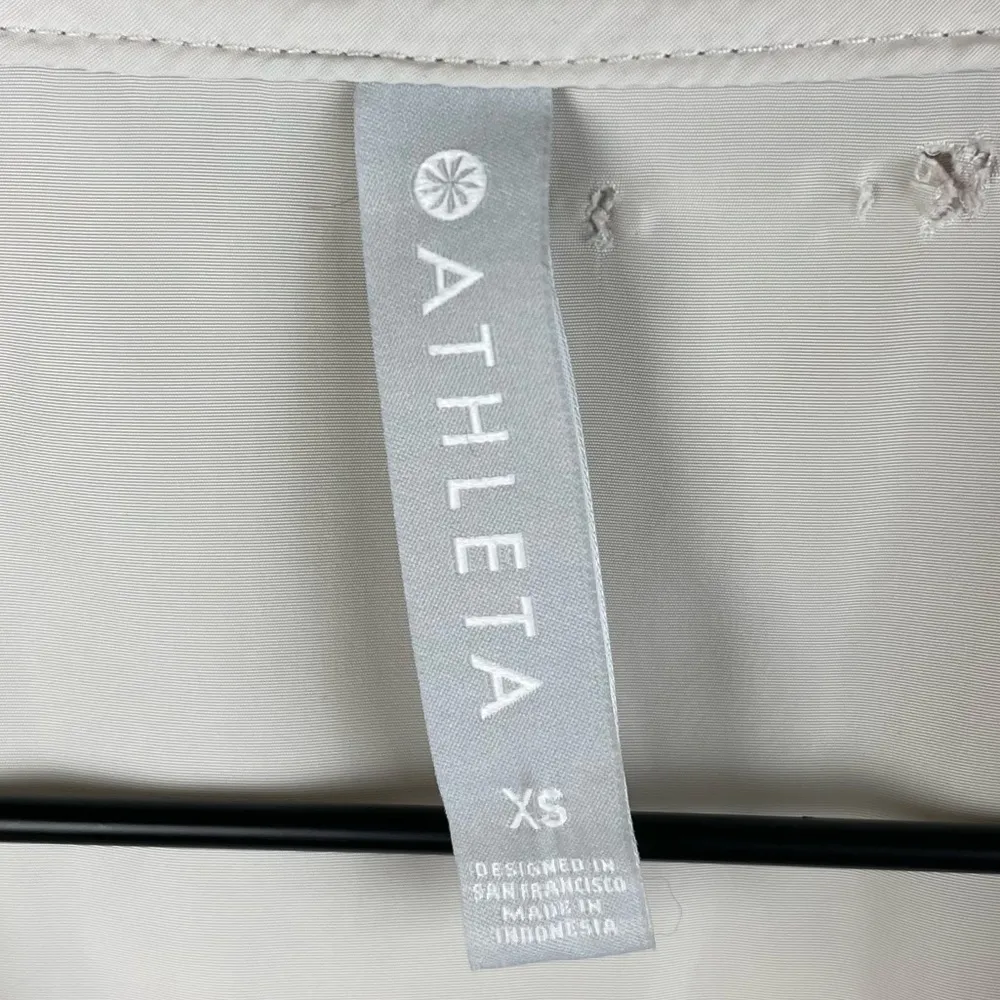 ATHLETA
XS
DESIGNED IN
SAN FRANCISCO
MADE IN
INDONESIA